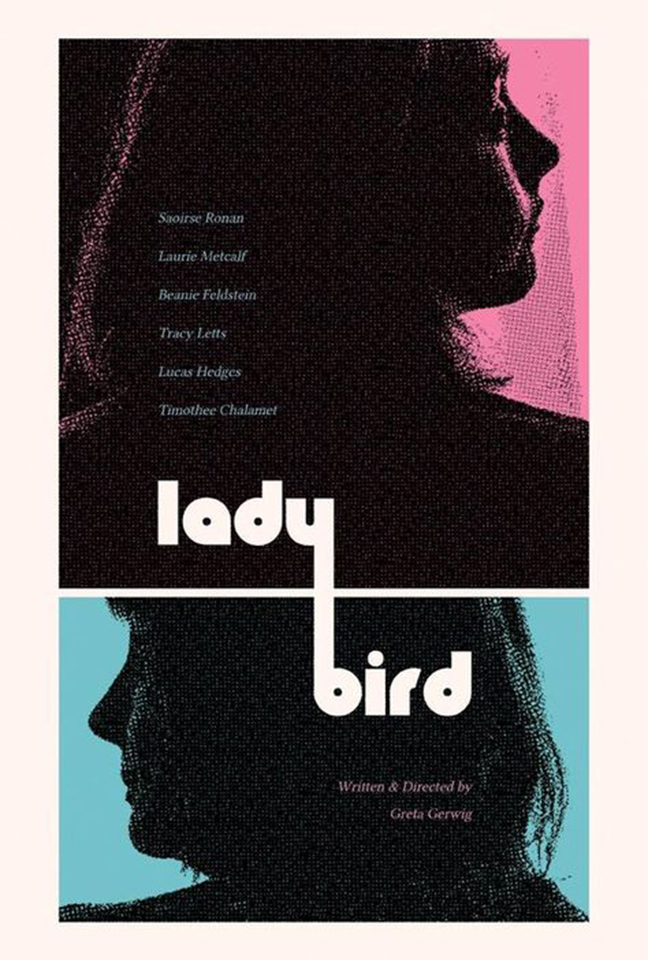 Saoirse Ronan
Laurie Metcalf
Beanie Feldstein
Tracy Letts
Lucas Hedges
Timothee Chalamet
lady
bird
Written & Directed by
Greta Gerwig